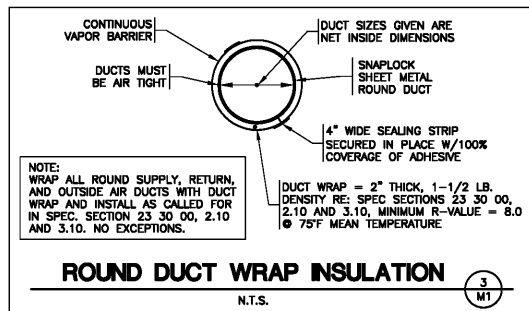 CONTINUOUS
VAPOR BARRIER
DUCT SIZES GIVEN ARE
NET INSIDE DIMENSIONS
DUCTS MUST
BE AIR TIGHT
SNAPLOCK
SHEET METAL
ROUND DUCT
4" WIDE SEALING STRIP
SECURED IN PLACE W/100%
COVERAGE OF ADHESIVE
NOTE:
WRAP ALL ROUND SUPPLY, RETURN,
AND OUTSIDE AIR DUCTS WITH DUCT
WRAP AND INSTALL AS CALLED FOR
IN SPEC. SECTION 23 30 00, 2.10
AND 3.10. NO EXCEPTIONS.
DUCT WRAP = 2" THICK, 1-1/2 LB.
DENSITY RE: SPEC SECTIONS 23 30 00,
2.10 AND 3.10, MINIMUM R-VALUE = 8.0
@ 75°F MEAN TEMPERATURE
ROUND DUCT WRAP INSULATION
N.T.S.
3
M1